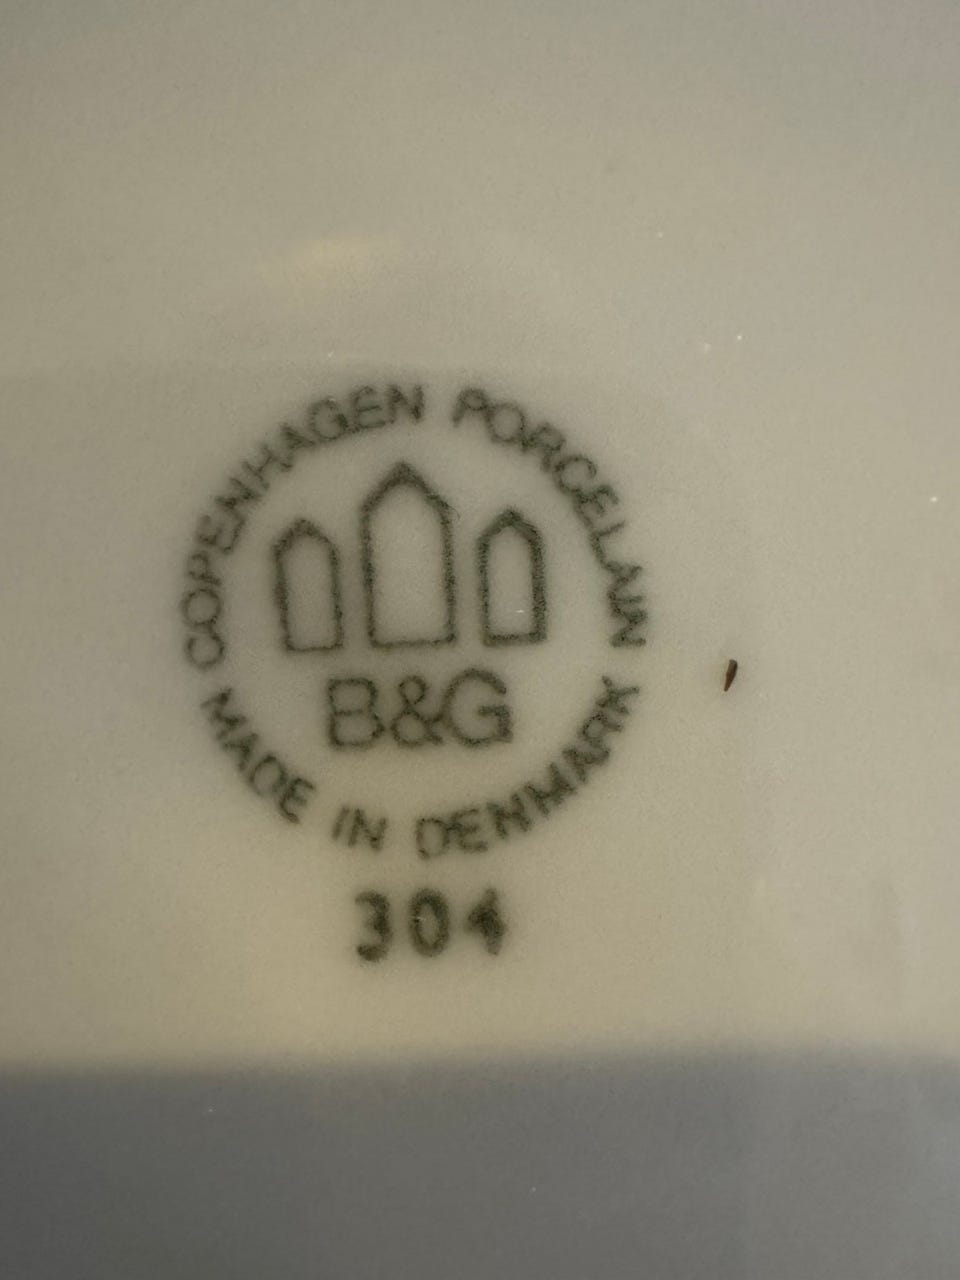 COPENHAGEN PORCELAIN
B&G
MADE IN DENMARK
304